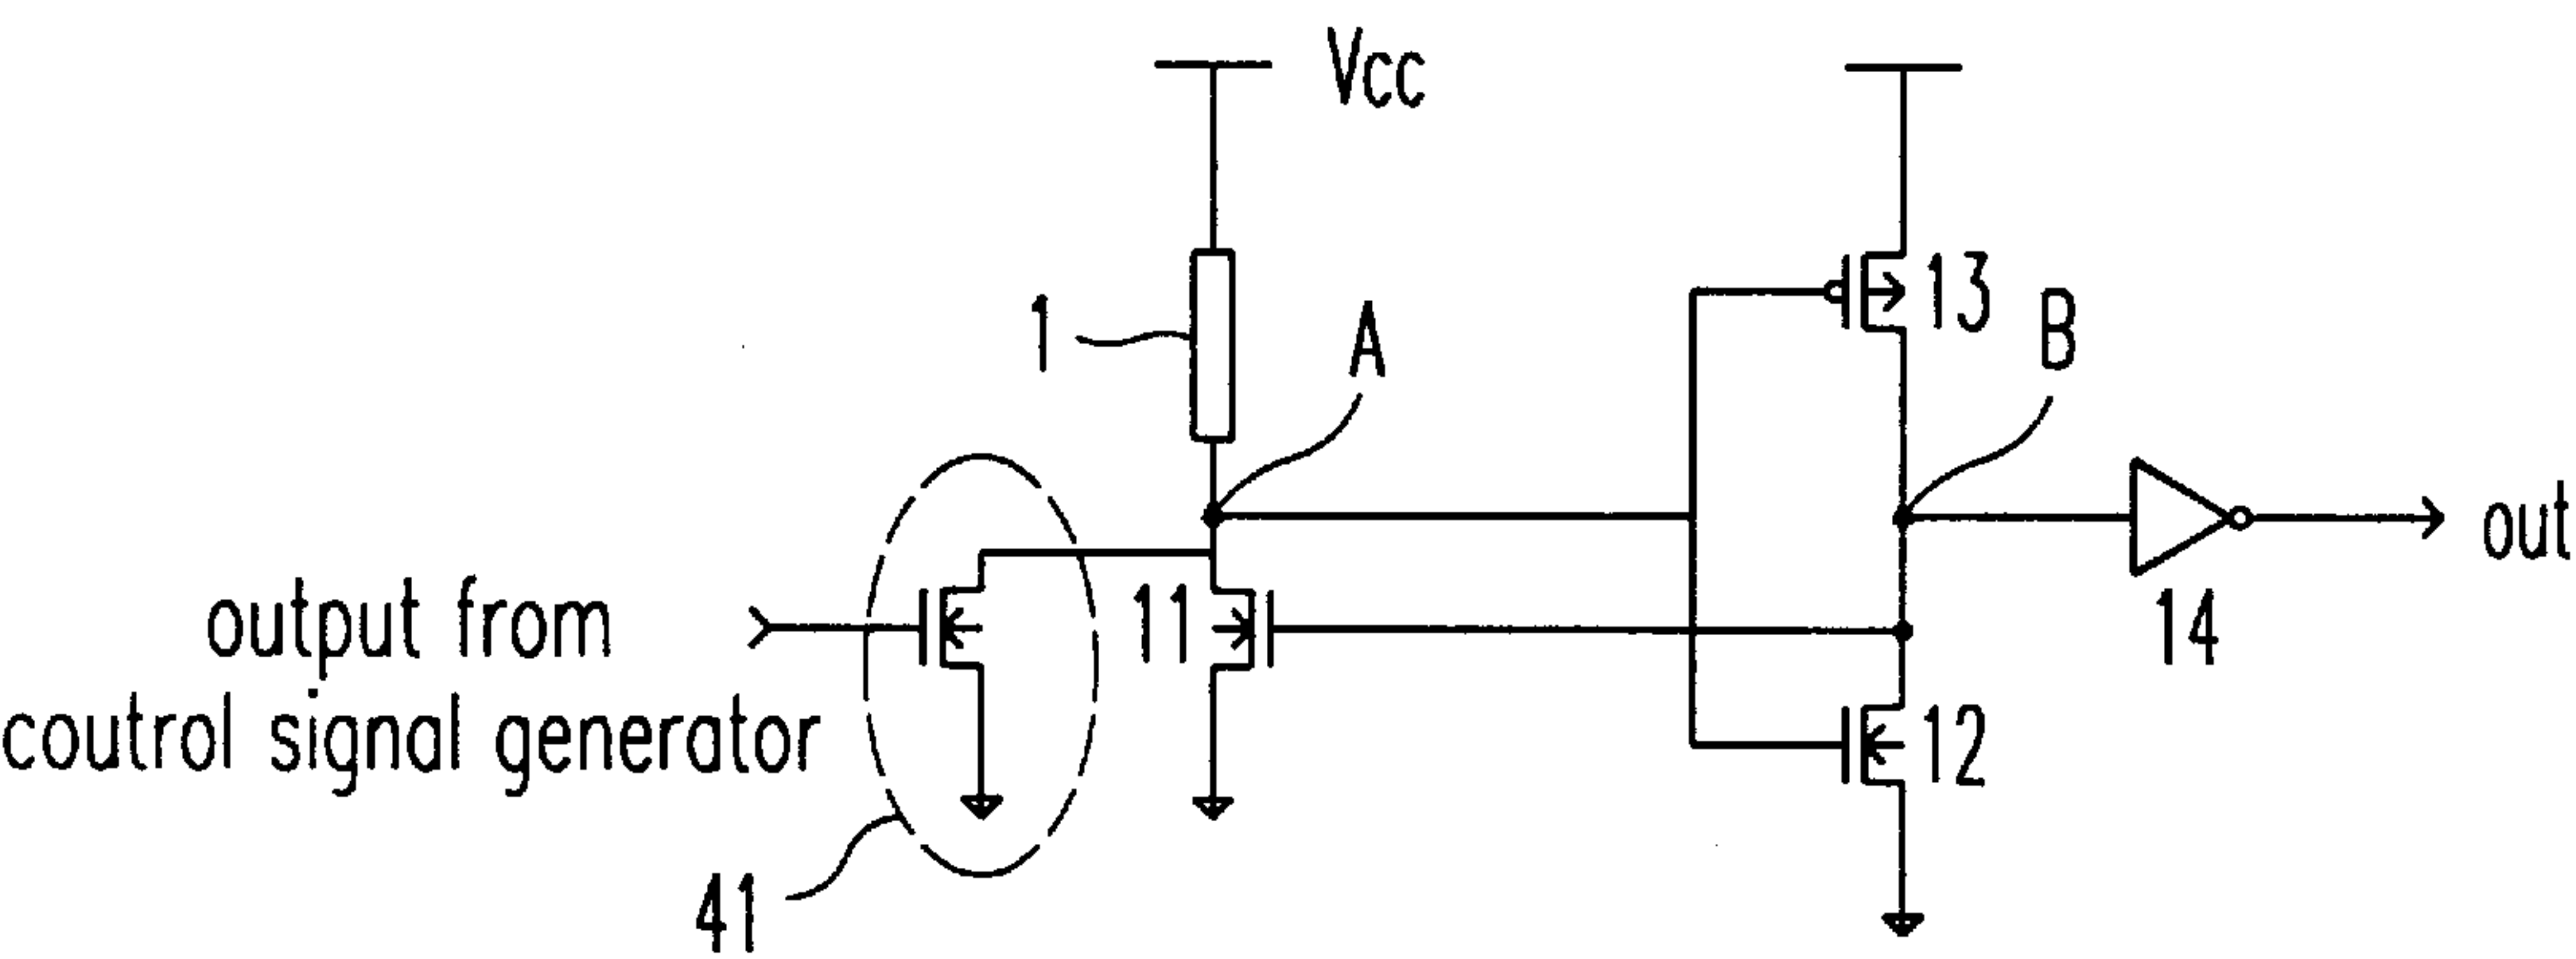 Vcc
13
B
1
A
out
output from
coutrol signal generator
11
14
12
41